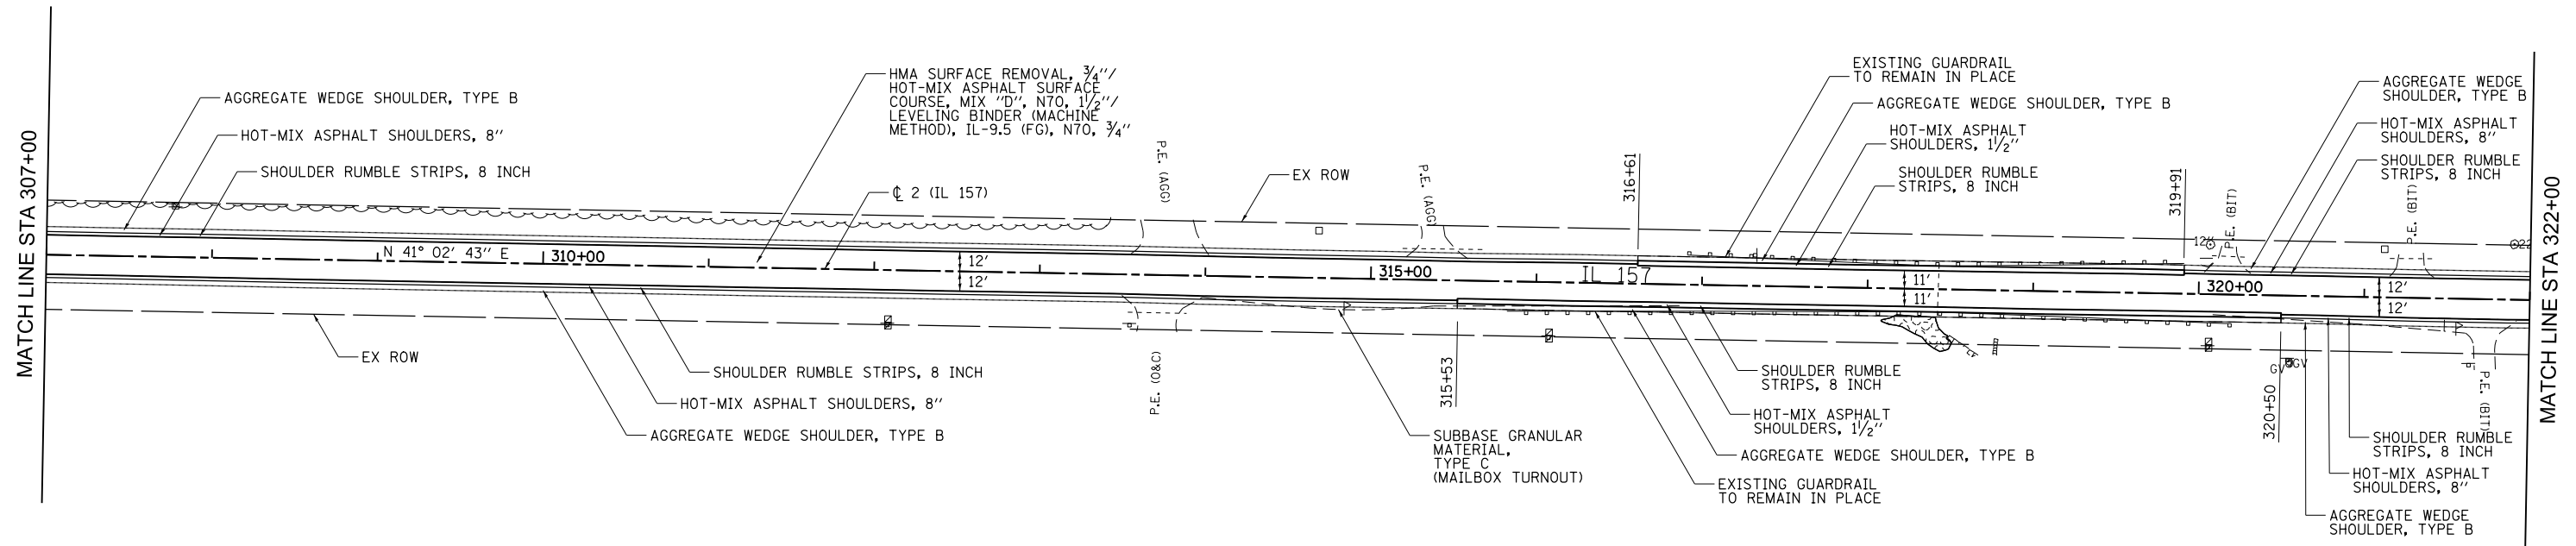 MATCH LINE STA 307+00
AGGREGATE WEDGE SHOULDER, TYPE B
HOT-MIX ASPHALT SHOULDERS, 8"
SHOULDER RUMBLE STRIPS, 8 INCH
HMA SURFACE REMOVAL, 3/4"/
HOT-MIX ASPHALT SURFACE
COURSE, MIX "D", N70, 1 1/2"/
LEVELING BINDER (MACHINE
METHOD), IL-9.5 (FG), N70, 3/4"
℄ 2 (IL 157)
P.E. (AGG)
EX ROW
P.E. (AGG)
316+61
EXISTING GUARDRAIL
TO REMAIN IN PLACE
AGGREGATE WEDGE SHOULDER, TYPE B
HOT-MIX ASPHALT
SHOULDERS, 1 1/2"
SHOULDER RUMBLE
STRIPS, 8 INCH
319+91
12"
P.E. (BIT)
AGGREGATE WEDGE
SHOULDER, TYPE B
HOT-MIX ASPHALT
SHOULDERS, 8"
SHOULDER RUMBLE
STRIPS, 8 INCH
P.E. (BIT)
22
N 41° 02' 43" E
310+00
12'
12'
315+00
IL 157
11'
11'
320+00
12'
12'
EX ROW
SHOULDER RUMBLE STRIPS, 8 INCH
HOT-MIX ASPHALT SHOULDERS, 8"
AGGREGATE WEDGE SHOULDER, TYPE B
P.E. (O&C)
315+53
SUBBASE GRANULAR
MATERIAL,
TYPE C
(MAILBOX TURNOUT)
SHOULDER RUMBLE
STRIPS, 8 INCH
HOT-MIX ASPHALT
SHOULDERS, 1 1/2"
AGGREGATE WEDGE SHOULDER, TYPE B
EXISTING GUARDRAIL
TO REMAIN IN PLACE
320+50
P.E. (BIT)
SHOULDER RUMBLE
STRIPS, 8 INCH
HOT-MIX ASPHALT
SHOULDERS, 8"
AGGREGATE WEDGE
SHOULDER, TYPE B
MATCH LINE STA 322+00